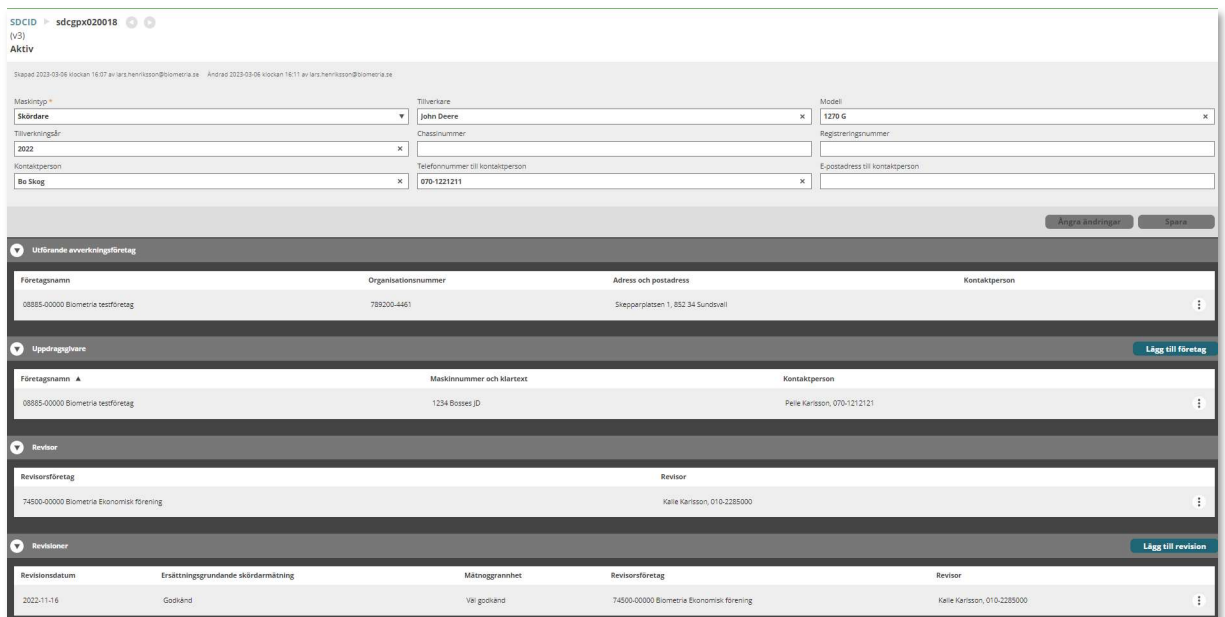 SDCID sdcgpx020018
(v3)
Aktiv
Skapad 2023-03-06 klockan 16:07 av lars.henriksson@biometria.se Ändrad 2023-03-06 klockan 16:11 av lars.henriksson@biometria.se
Maskintyp * Tillverkare Modell
Skördare John Deere 1270 G
Tillverkningsår Chassinummer Registreringsnummer
2022
Kontaktperson Telefonnummer till kontaktperson E-postadress till kontaktperson
Bo Skog 070-1221211
Ångra ändringar Spara
Utförande avverkningsföretag
Företagsnamn Organisationsnummer Adress och postadress Kontaktperson
08885-00000 Biometria testföretag 789200-4461 Skepparplatsen 1, 852 34 Sundsvall
Uppdragsgivare Lägg till företag
Företagsnamn ▲ Maskinnummer och klartext Kontaktperson
08885-00000 Biometria testföretag 1234 Bosses JD Pelle Karlsson, 070-1212121
Revisor
Revisorsföretag Revisor
74500-00000 Biometria Ekonomisk förening Kalle Karlsson, 010-2285000
Revisioner Lägg till revision
Revisionsdatum Ersättningsgrundande skördarmätning Mätnoggrannhet Revisorsföretag Revisor
2022-11-16 Godkänd Väl godkänd 74500-00000 Biometria Ekonomisk förening Kalle Karlsson, 010-2285000